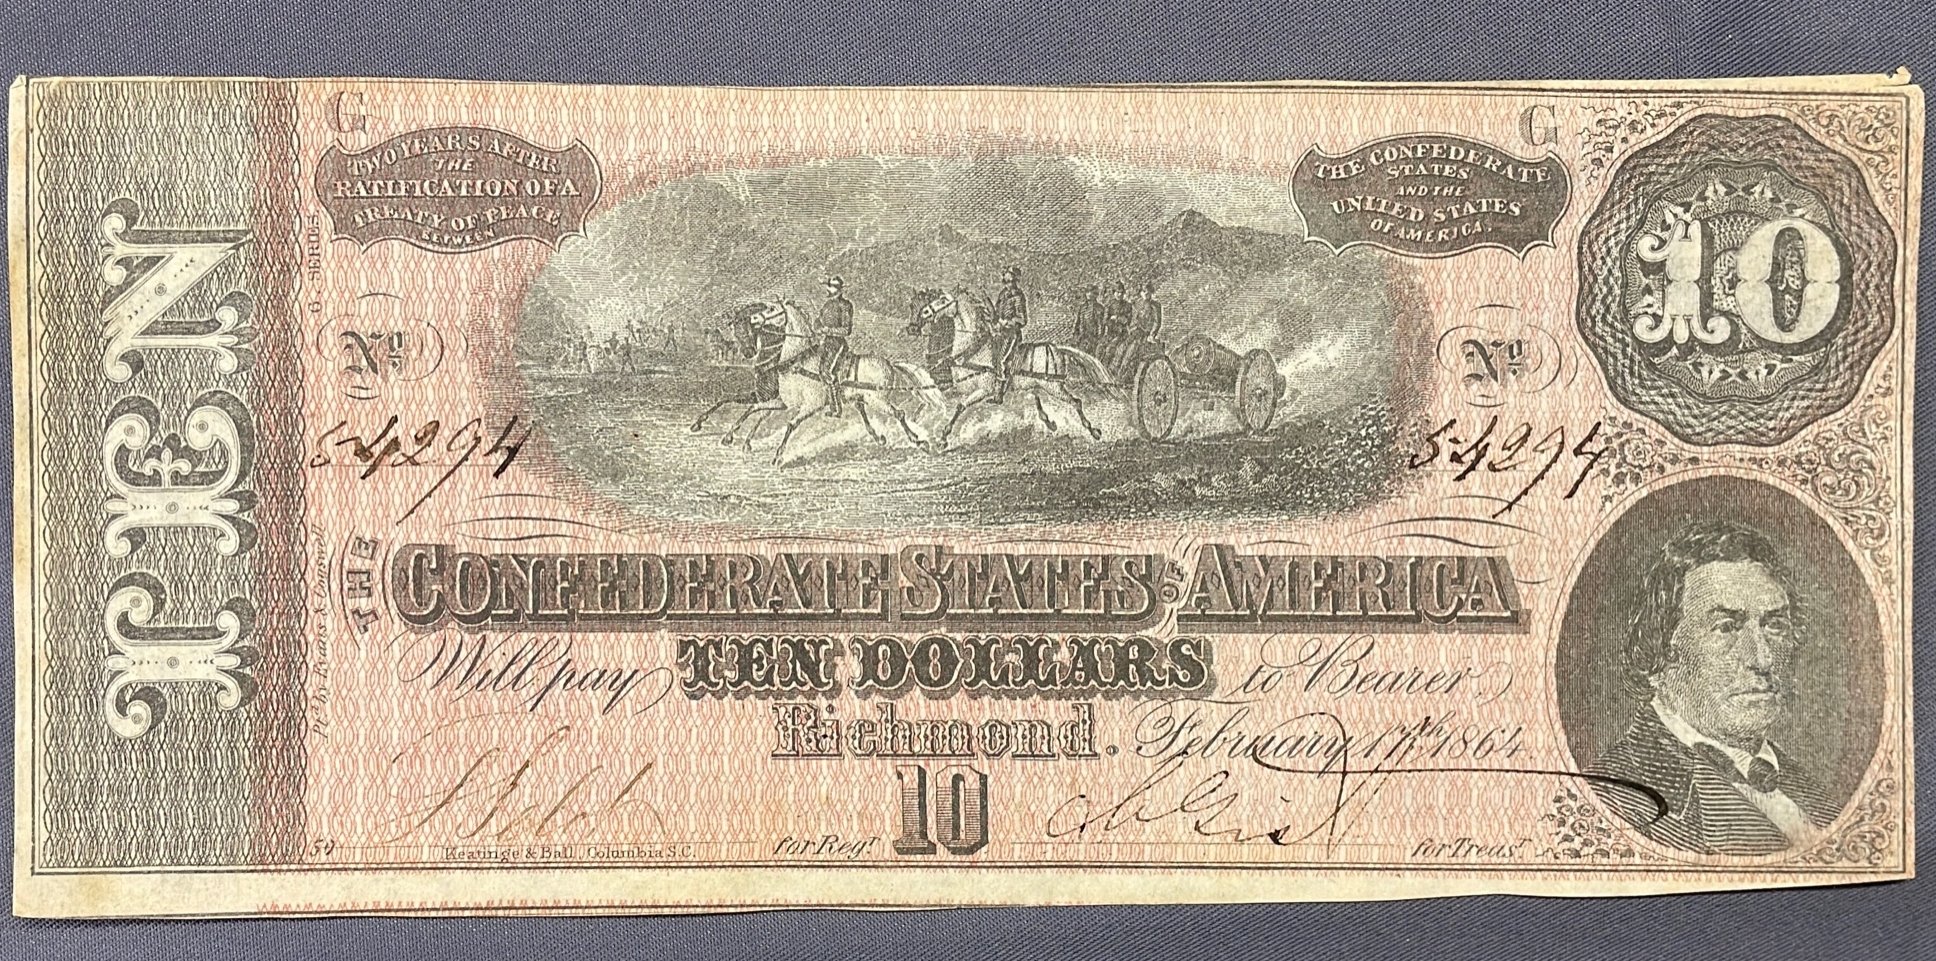 G
G
TWO YEARS AFTER
THE
RATIFICATION OF A
TREATY OF PEACE
BETWEEN
THE CONFEDERATE
STATES
AND THE
UNITED STATES
OF AMERICA.
10
TEN
G SERIES
No
No
54294
54294
THE
CONFEDERATE STATES OF AMERICA
Will pay TEN DOLLARS to Bearer,
Richmond. February 17th 1864.
50
Keatinge & Ball, Columbia S.C.
for Regr
10
for Treasr